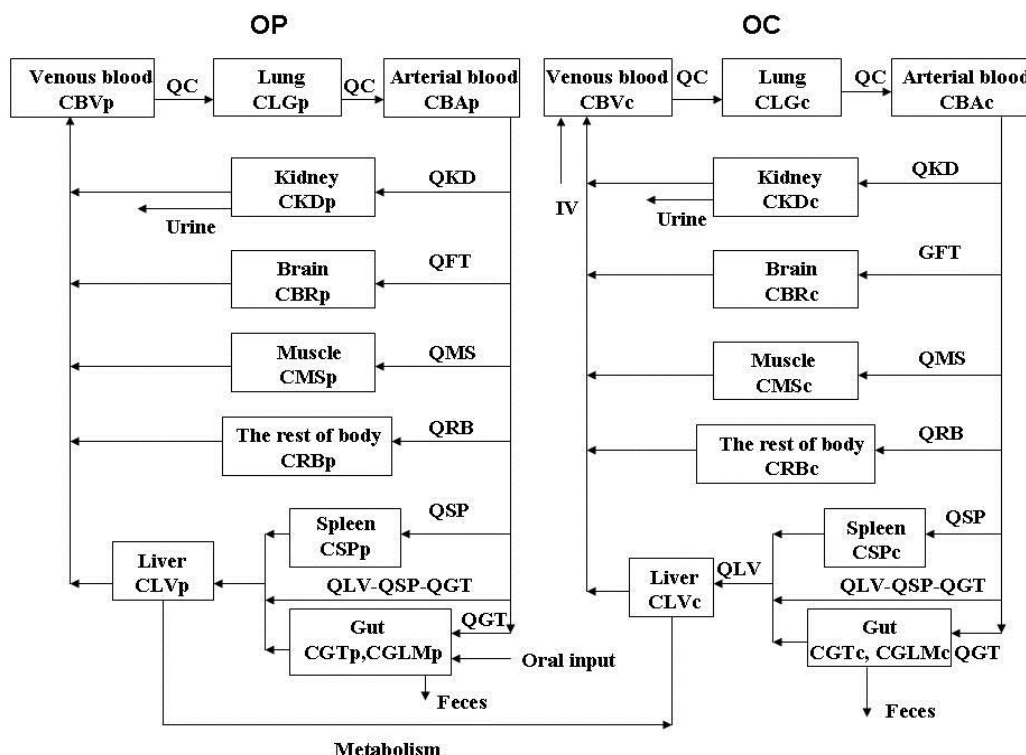 OP
OC
Venous blood
CBVp
QC
Lung
CLGp
QC
Arterial blood
CBAp
Kidney
CKDp
QKD
Urine
Brain
CBRp
QFT
Muscle
CMSp
QMS
The rest of body
CRBp
QRB
Spleen
CSPp
QSP
Liver
CLVp
QLV-QSP-QGT
Gut
CGTp,CGLMp
QGT
Oral input
Feces
Metabolism
Venous blood
CBVc
QC
Lung
CLGc
QC
Arterial blood
CBAc
IV
Kidney
CKDc
QKD
Urine
Brain
CBRc
GFT
Muscle
CMSc
QMS
The rest of body
CRBc
QRB
Spleen
CSPc
QSP
Liver
CLVc
QLV
QLV-QSP-QGT
Gut
CGTc, CGLMc
QGT
Feces